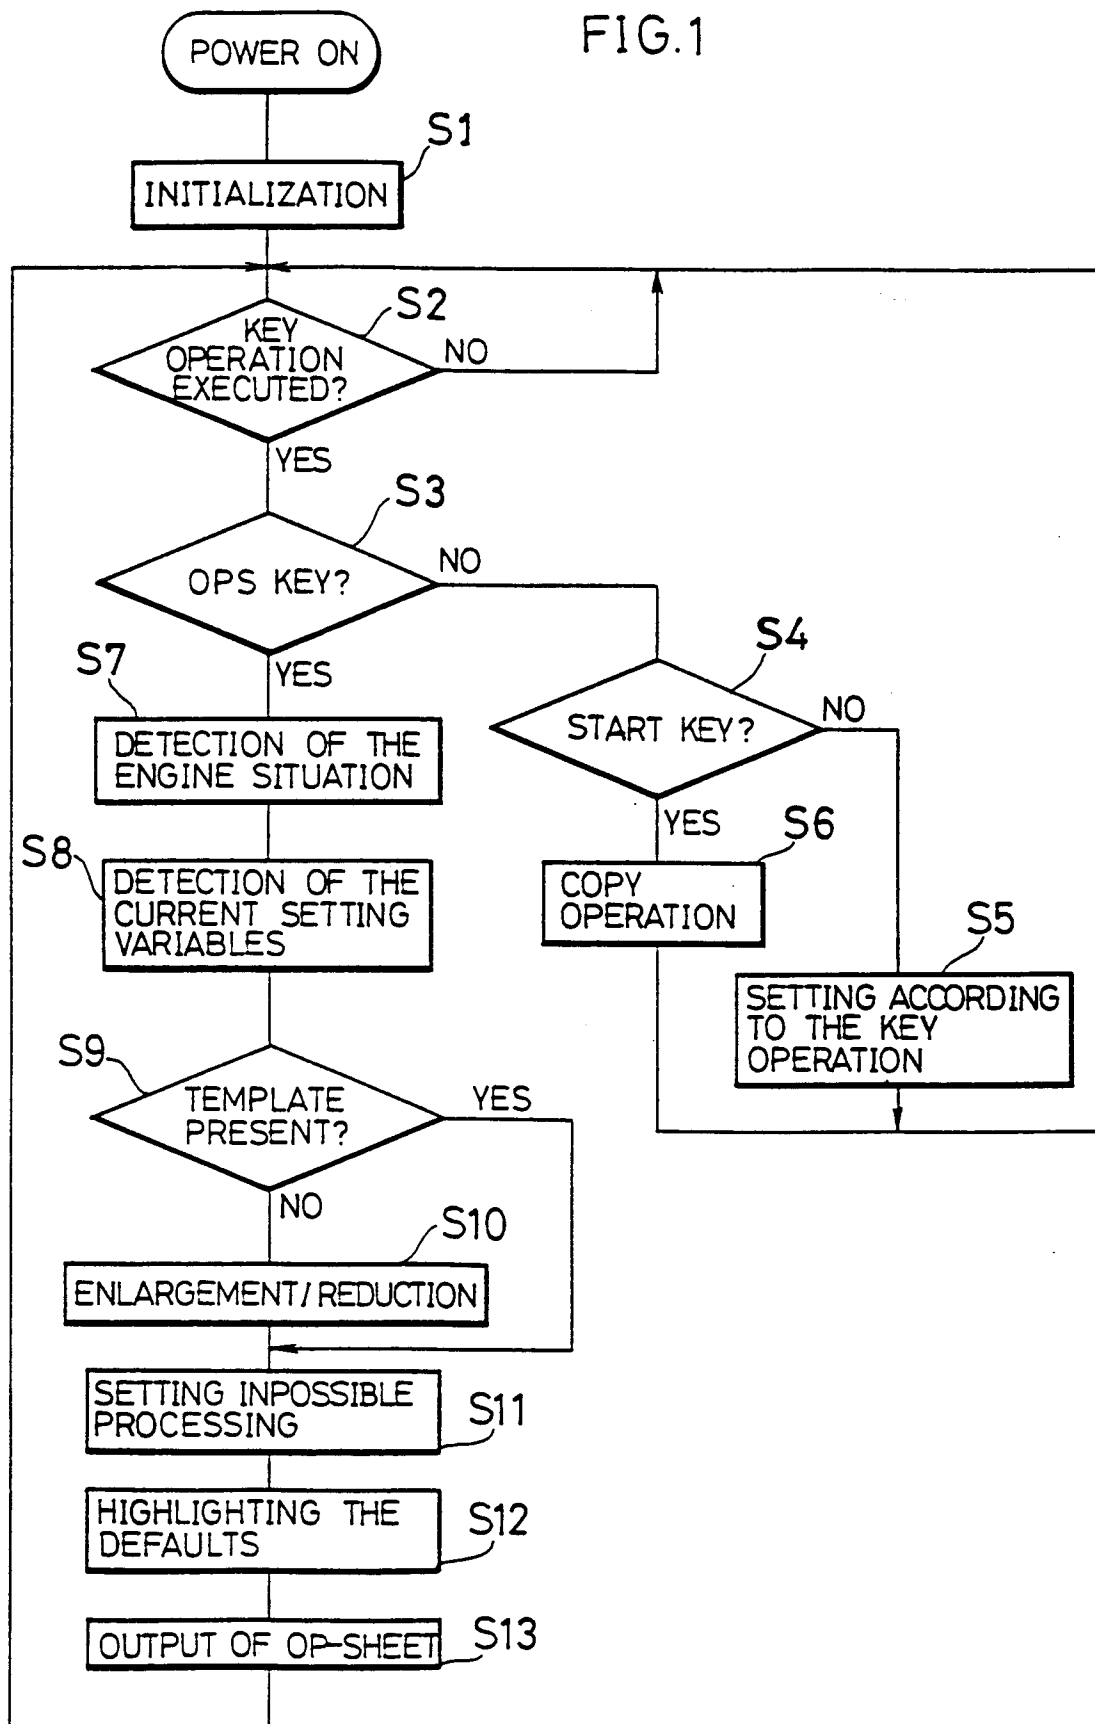 FIG.1
POWER ON
S1
INITIALIZATION
S2
KEY
OPERATION
EXECUTED?
NO
YES
S3
OPS KEY?
NO
YES
S4
START KEY?
NO
YES
S7
DETECTION OF THE
ENGINE SITUATION
S6
COPY
OPERATION
S8
DETECTION OF THE
CURRENT SETTING
VARIABLES
S5
SETTING ACCORDING
TO THE KEY
OPERATION
S9
TEMPLATE
PRESENT?
YES
NO
S10
ENLARGEMENT/REDUCTION
SETTING INPOSSIBLE
PROCESSING
S11
HIGHLIGHTING THE
DEFAULTS
S12
OUTPUT OF OP-SHEET
S13